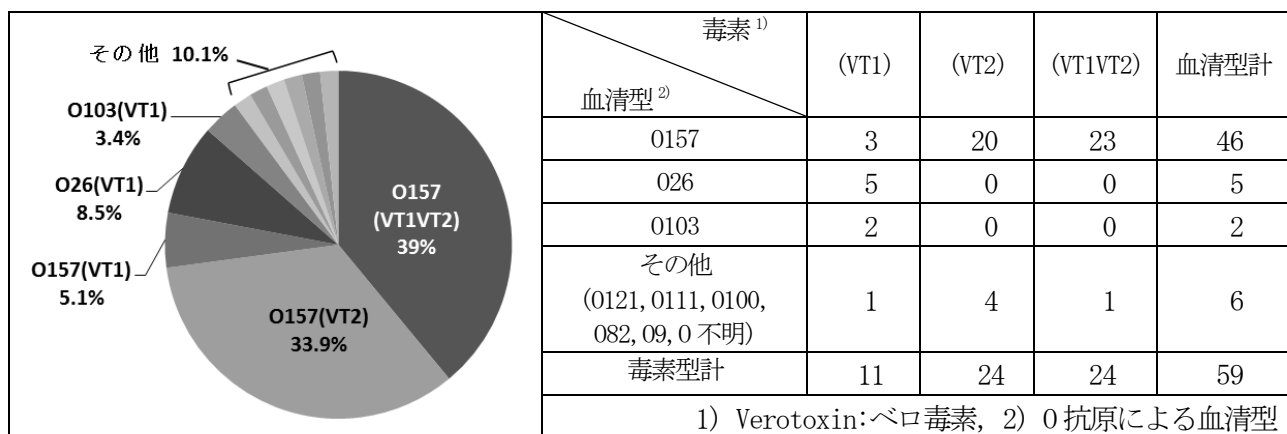 その他 10.1%
O103(VT1)
3.4%
O26(VT1)
8.5%
O157(VT1)
5.1%
O157
(VT1VT2)
39%
O157(VT2)
33.9%
毒素 1)
血清型 2)
(VT1) (VT2) (VT1VT2) 血清型計
O157 3 20 23 46
O26 5 0 0 5
O103 2 0 0 2
その他
(O121,O111,O100,
O82,O9,O不明) 1 4 1 6
毒素型計 11 24 24 59
1) Verotoxin:ベロ毒素, 2) O抗原による血清型